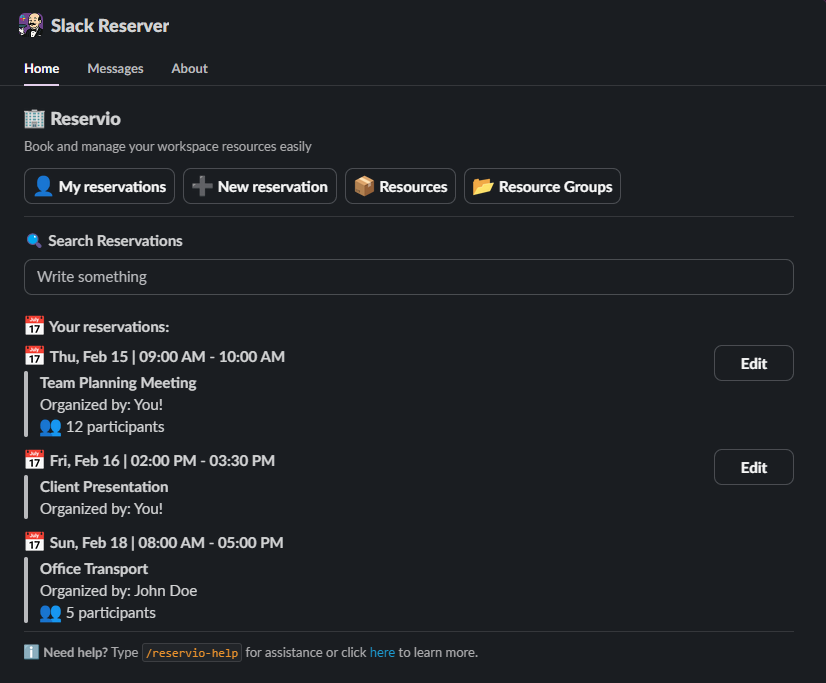 Slack Reserver
Home Messages About
Reservio
Book and manage your workspace resources easily
My reservations New reservation Resources Resource Groups
Search Reservations
Write something
Your reservations:
Thu, Feb 15 | 09:00 AM - 10:00 AM
Edit
Team Planning Meeting
Organized by: You!
12 participants
Fri, Feb 16 | 02:00 PM - 03:30 PM
Edit
Client Presentation
Organized by: You!
Sun, Feb 18 | 08:00 AM - 05:00 PM
Office Transport
Organized by: John Doe
5 participants
Need help? Type /reservio-help for assistance or click here to learn more.